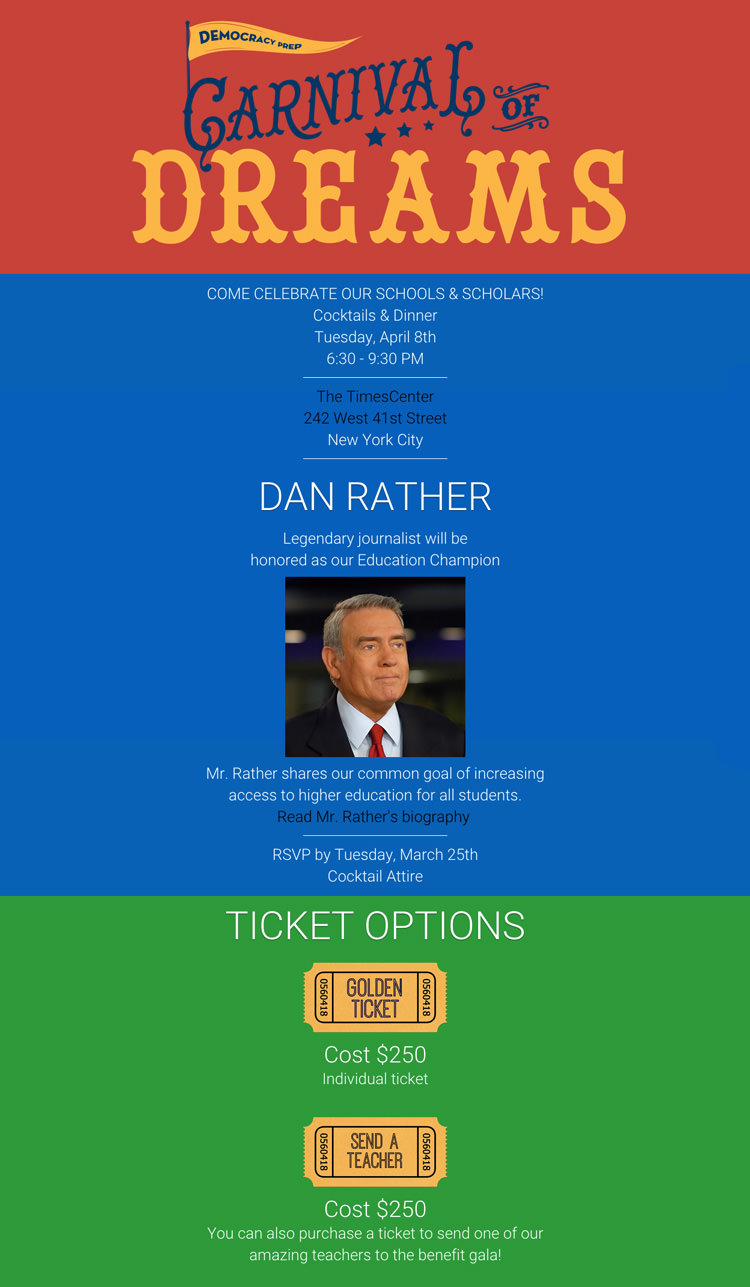 DEMOCRACY PREP
CARNIVAL OF
DREAMS
COME CELEBRATE OUR SCHOOLS & SCHOLARS!
Cocktails & Dinner
Tuesday, April 8th
6:30 - 9:30 PM
The TimesCenter
242 West 41st Street
New York City
DAN RATHER
Legendary journalist will be
honored as our Education Champion
Mr. Rather shares our common goal of increasing
access to higher education for all students.
Read Mr. Rather's biography
RSVP by Tuesday, March 25th
Cocktail Attire
TICKET OPTIONS
0560418
GOLDEN
TICKET
0560418
Cost $250
Individual ticket
0560418
SEND A
TEACHER
0560418
Cost $250
You can also purchase a ticket to send one of our
amazing teachers to the benefit gala!